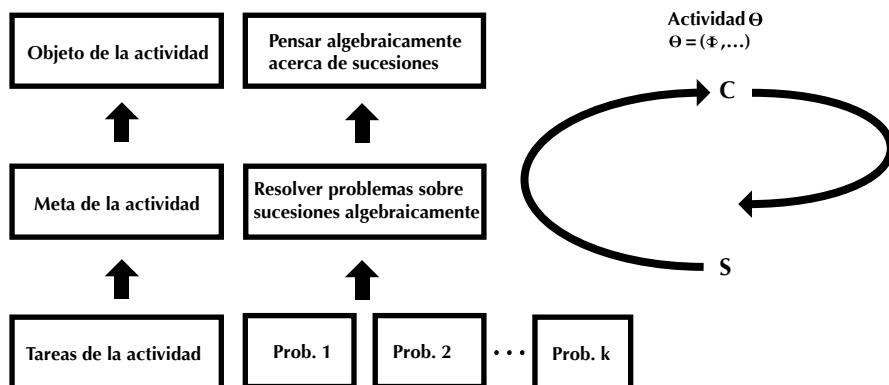 Objeto de la actividad
Pensar algebraicamente
acerca de sucesiones
Actividad Θ
Θ = (Φ,...)
C
Meta de la actividad
Resolver problemas sobre
sucesiones algebraicamente
S
Tareas de la actividad
Prob. 1
Prob. 2
...
Prob. k